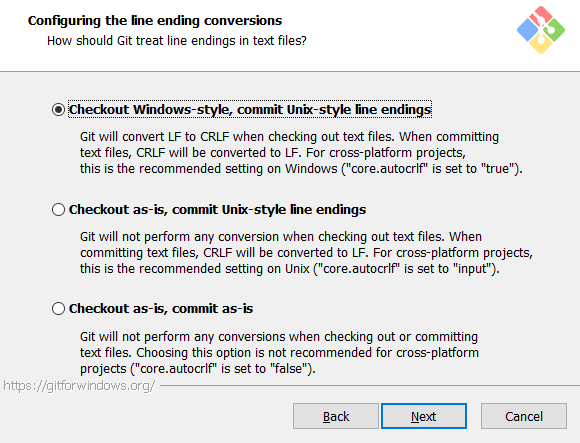 Configuring the line ending conversions
How should Git treat line endings in text files?
Checkout Windows-style, commit Unix-style line endings
Git will convert LF to CRLF when checking out text files. When committing
text files, CRLF will be converted to LF. For cross-platform projects,
this is the recommended setting on Windows ("core.autocrlf" is set to "true").
Checkout as-is, commit Unix-style line endings
Git will not perform any conversion when checking out text files. When
committing text files, CRLF will be converted to LF. For cross-platform projects,
this is the recommended setting on Unix ("core.autocrlf" is set to "input").
Checkout as-is, commit as-is
Git will not perform any conversions when checking out or committing
text files. Choosing this option is not recommended for cross-platform
projects ("core.autocrlf" is set to "false").
https://gitforwindows.org/
Back Next Cancel